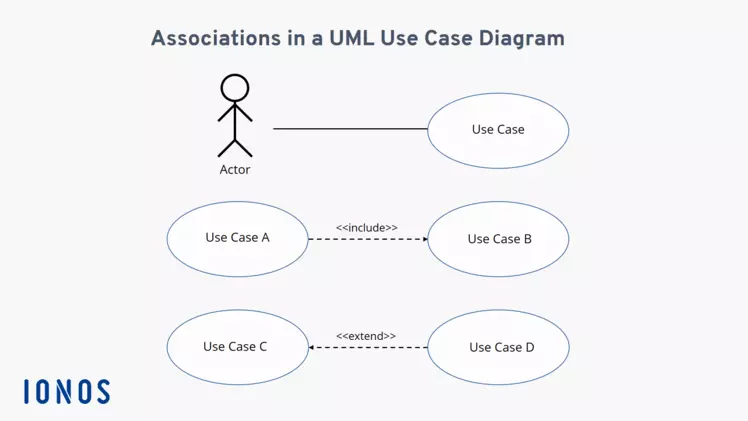 Associations in a UML Use Case Diagram
Use Case
Actor
<<include>>
Use Case A
Use Case B
<<extend>>
Use Case C
Use Case D
IONOS